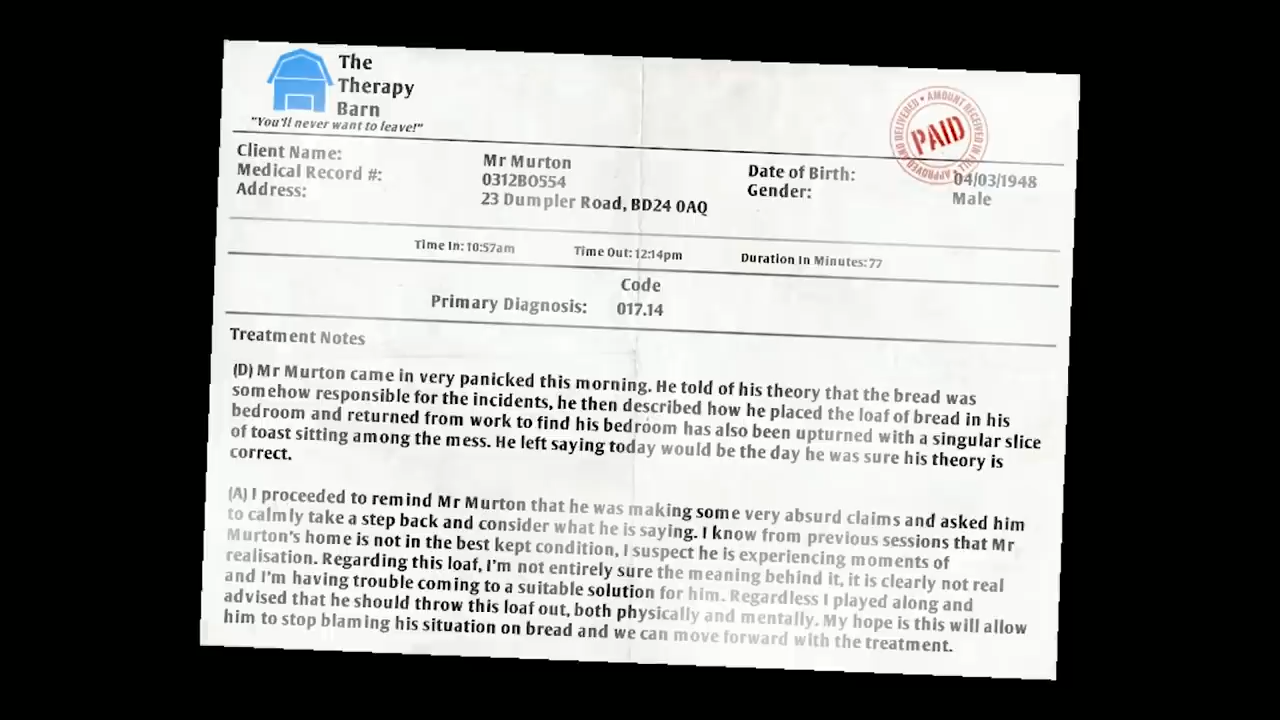 The
Therapy
Barn
"You'll never want to leave!"
AMOUNT RECEIVED IN FULL • APPROVED AND DELIVERED •
PAID
Client Name: Mr Murton Date of Birth: 04/03/1948
Medical Record #: 0312BO554 Gender: Male
Address: 23 Dumpler Road, BD24 0AQ
Time In: 10:57am Time Out: 12:14pm Duration In Minutes: 77
Code
Primary Diagnosis: 017.14
Treatment Notes
(D) Mr Murton came in very panicked this morning. He told of his theory that the bread was
somehow responsible for the incidents, he then described how he placed the loaf of bread in his
bedroom and returned from work to find his bedroom has also been upturned with a singular slice
of toast sitting among the mess. He left saying today would be the day he was sure his theory is
correct.
(A) I proceeded to remind Mr Murton that he was making some very absurd claims and asked him
to calmly take a step back and consider what he is saying. I know from previous sessions that Mr
Murton's home is not in the best kept condition, I suspect he is experiencing moments of
realisation. Regarding this loaf, I'm not entirely sure the meaning behind it, it is clearly not real
and I'm having trouble coming to a suitable solution for him. Regardless I played along and
advised that he should throw this loaf out, both physically and mentally. My hope is this will allow
him to stop blaming his situation on bread and we can move forward with the treatment.